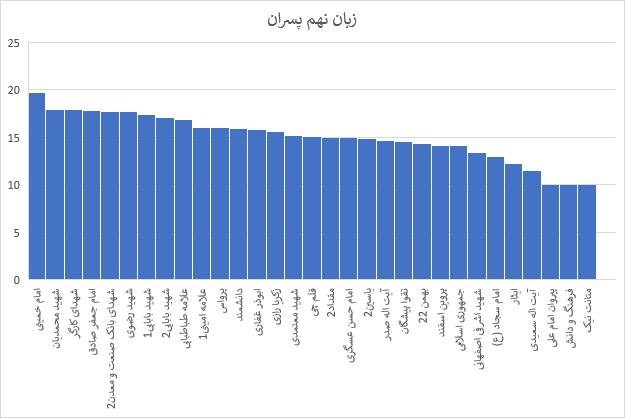 زبان نهم پسران
25
20
15
10
5
0
امام خمینی
شهید محمدیان
شهدای کارگر
امام جعفر صادق
شهدای بانک صنعت و معدن2
شهید رضوی
شهید بابایی1
شهید بابایی2
علامه طباطبایی
علامه امینی1
پرواس
دانشمند
ابوذر غفاری
زکریا رازی
شهید معتمدی
قلم چی
مقداد2
امام حسن عسگری
یاسین2
آیت اله صدر
تقوا پیشگان
22 بهمن
پروین اسفند
جمهوری اسلامی
شهید اشرفی اصفهانی
امام سجاد (ع)
ایثار
آیت اله سعیدی
پیروان امام علی
فرهنگ و دانش
متانت نیک